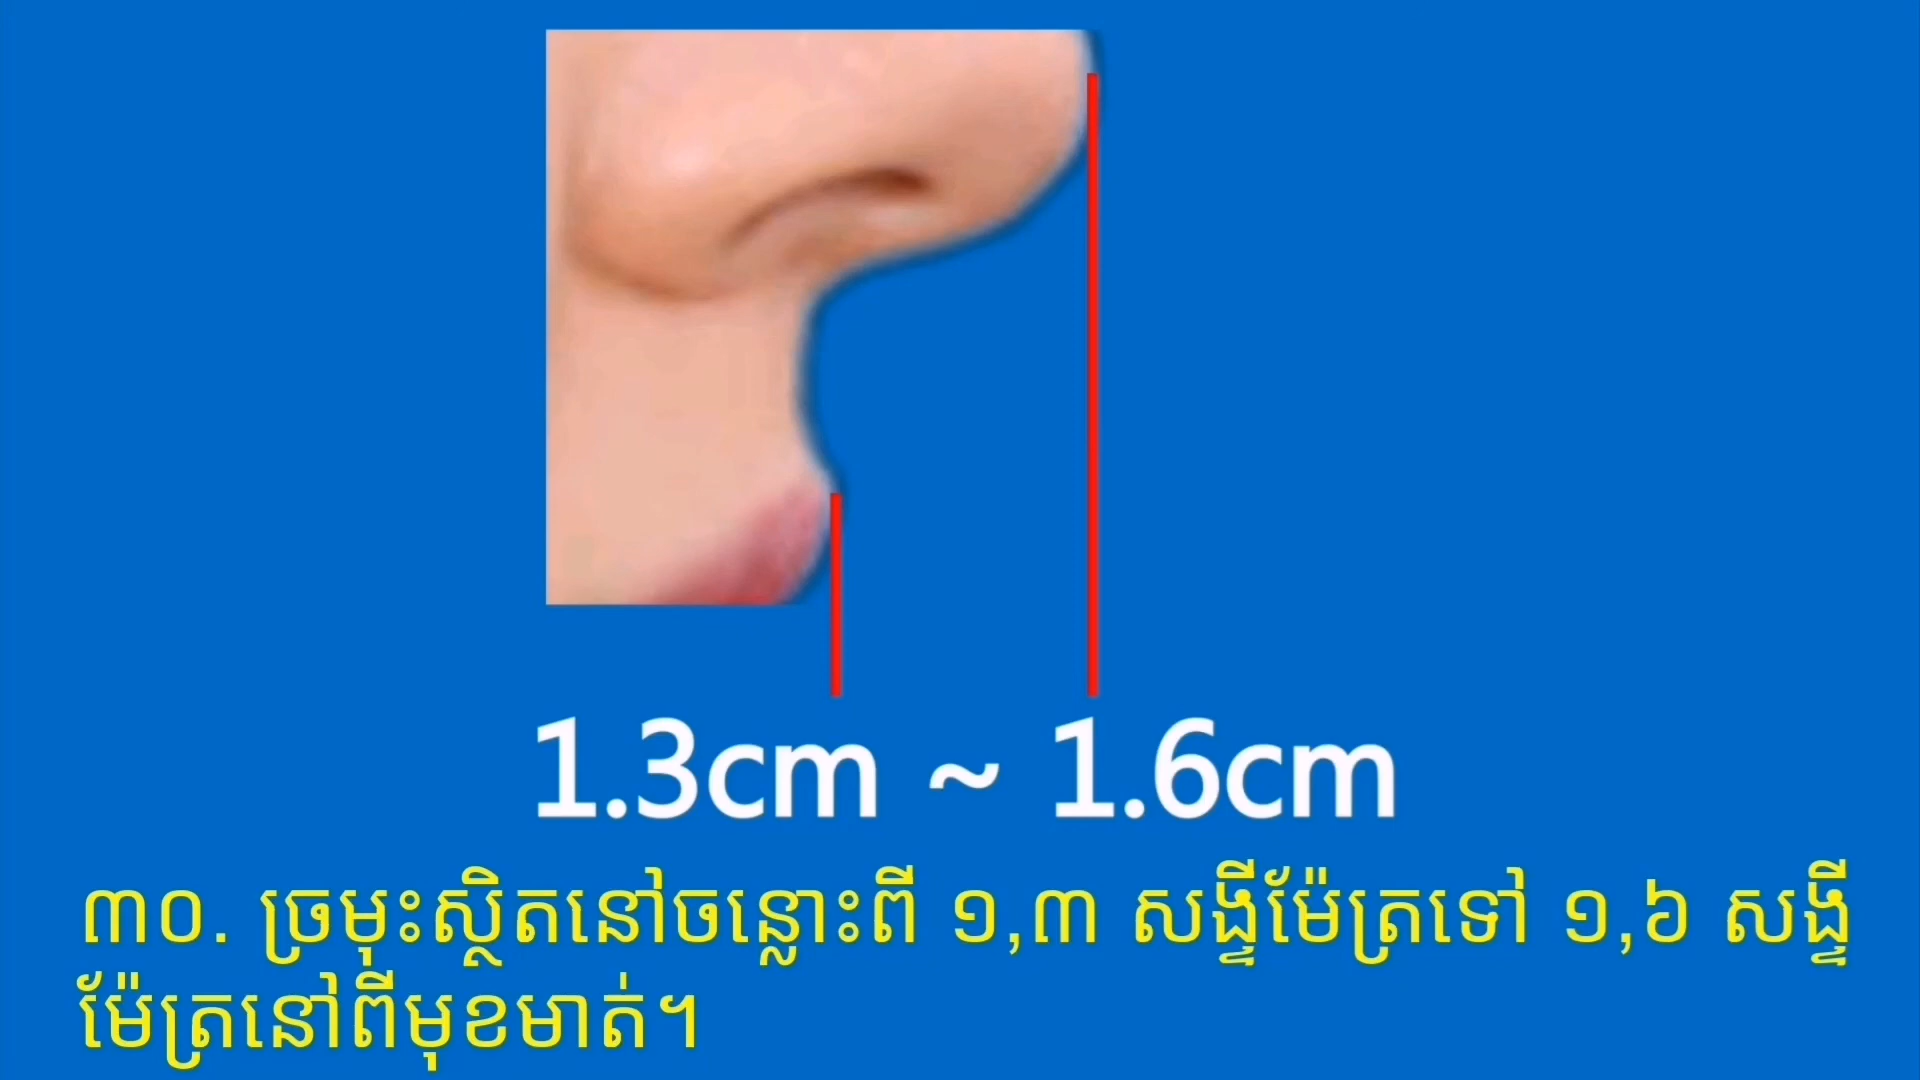 1.3cm ~ 1.6cm
៣០. ច្រមុះស្ថិតនៅចន្លោះពី ១,៣ សង្ទីម៉ែត្រទៅ ១,៦ សង្ទី
ម៉ែត្រនៅពីមុខមាត់។